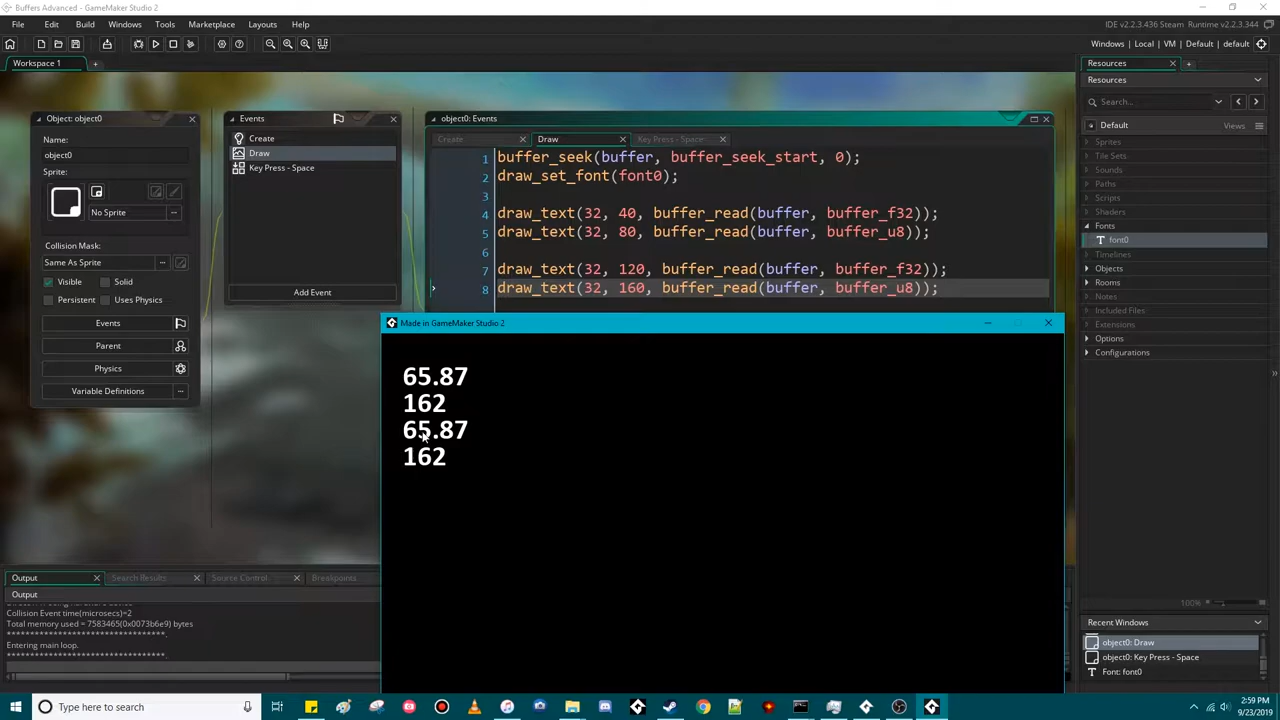 Buffers Advanced - GameMaker Studio 2
File Edit Build Windows Tools Marketplace Layouts Help
IDE v2.2.3.436 Steam Runtime v2.2.3.344
Windows | Local | VM | Default | default
Workspace 1
Resources
Resources
Search...
Default
Views
Sprites
Tile Sets
Sounds
Paths
Scripts
Shaders
Fonts
font0
Timelines
Objects
Rooms
Notes
Included Files
Extensions
Options
Configurations
100%
Recent Windows
object0: Draw
object0: Key Press - Space
Font: font0
Object: object0
Name:
object0
Sprite:
No Sprite
Collision Mask:
Same As Sprite
Visible Solid
Persistent Uses Physics
Events
Parent
Physics
Variable Definitions
Events
Create
Draw
Key Press - Space
Add Event
object0: Events
Create Draw Key Press - Space
1 buffer_seek(buffer, buffer_seek_start, 0);
2 draw_set_font(font0);
3
4 draw_text(32, 40, buffer_read(buffer, buffer_f32));
5 draw_text(32, 80, buffer_read(buffer, buffer_u8));
6
7 draw_text(32, 120, buffer_read(buffer, buffer_f32));
8 draw_text(32, 160, buffer_read(buffer, buffer_u8));
Made in GameMaker Studio 2
65.87
162
65.87
162
Output Search Results Source Control Breakpoints
Output
Collision Event time(microsecs)=2
Total memory used = 7583465(0x0073b6e9) bytes
**********************************.
Entering main loop.
**********************************.
Type here to search
2:59 PM
9/23/2019